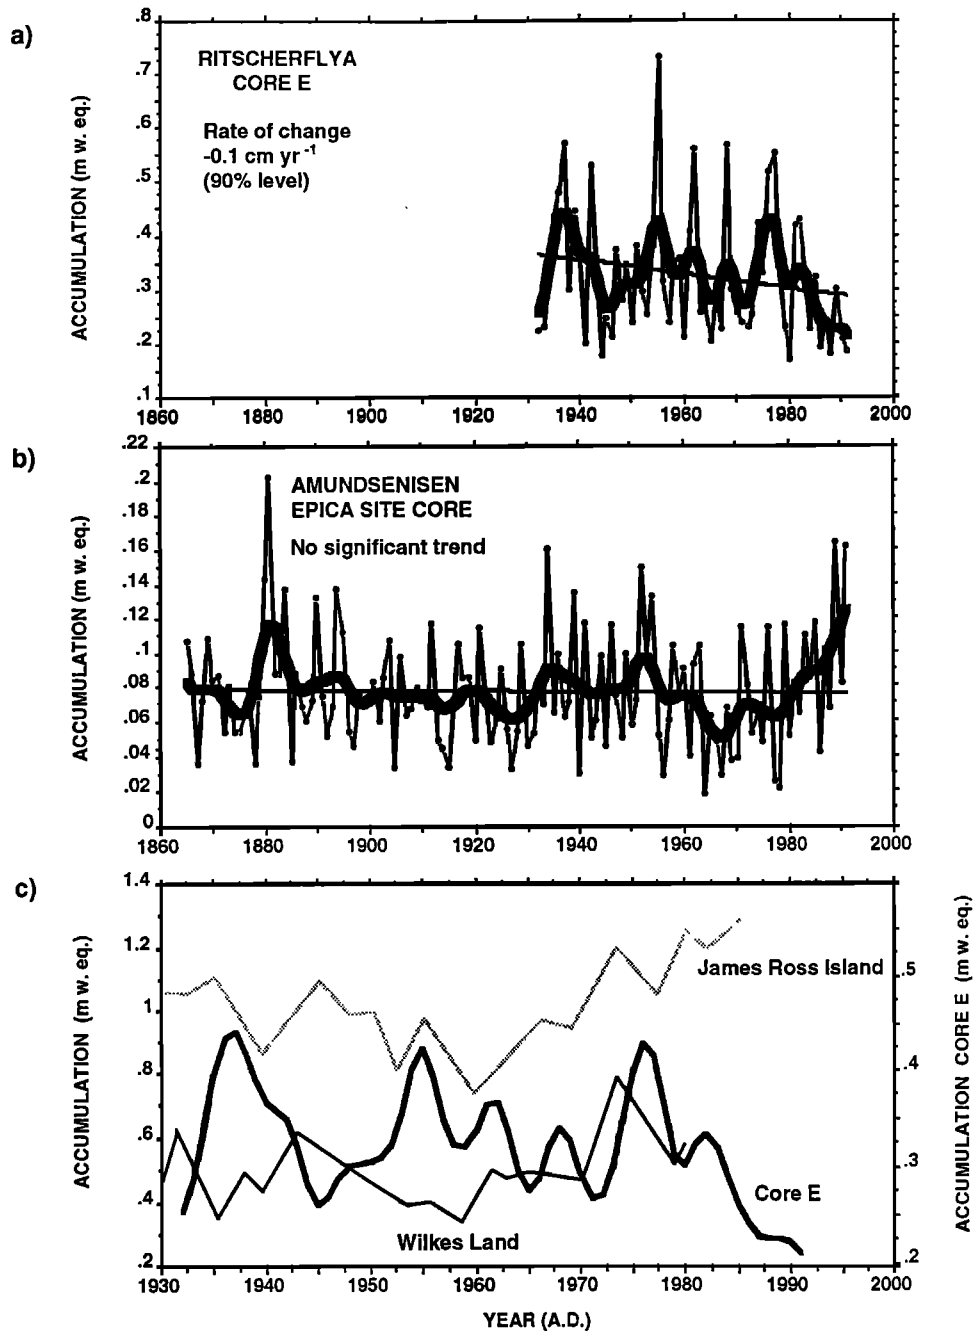 a)
RITSCHERFLYA
CORE E
Rate of change
-0.1 cm yr -1
(90% level)
ACCUMULATION (m w. eq.)
.8
.7
.6
.5
.4
.3
.2
.1
1860 1880 1900 1920 1940 1960 1980 2000
b)
AMUNDSENISEN
EPICA SITE CORE
No significant trend
ACCUMULATION (m w. eq.)
.22
.2
.18
.16
.14
.12
.1
.08
.06
.04
.02
0
1860 1880 1900 1920 1940 1960 1980 2000
c)
ACCUMULATION (m w. eq.)
1.4
1.2
1
.8
.6
.4
.2
James Ross Island
Core E
Wilkes Land
.5
.4
.3
.2
ACCUMULATION CORE E (m w. eq.)
1930 1940 1950 1960 1970 1980 1990 2000
YEAR (A.D.)